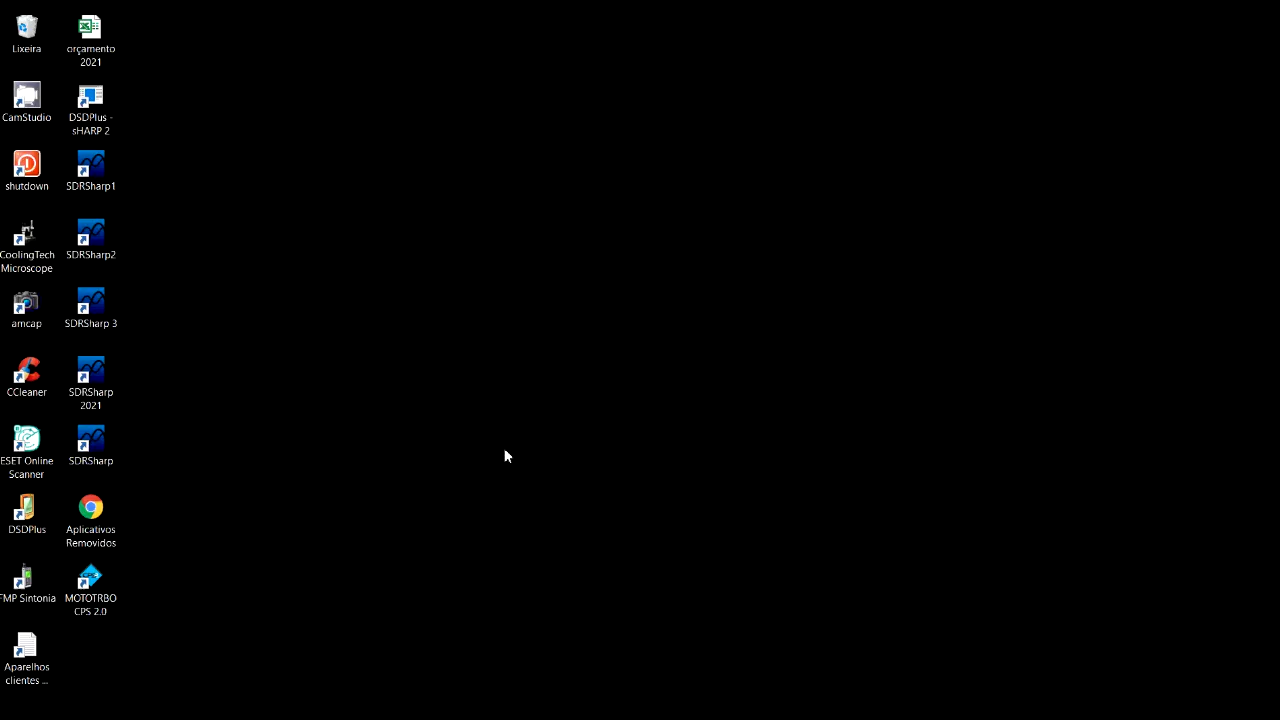 Lixeira
orçamento
2021
CamStudio
DSDPlus -
sHARP 2
shutdown
SDRSharp1
CoolingTech
Microscope
SDRSharp2
amcap
SDRSharp 3
CCleaner
SDRSharp
2021
ESET Online
Scanner
SDRSharp
DSDPlus
Aplicativos
Removidos
FMP Sintonia
MOTOTRBO
CPS 2.0
Aparelhos
clientes ...